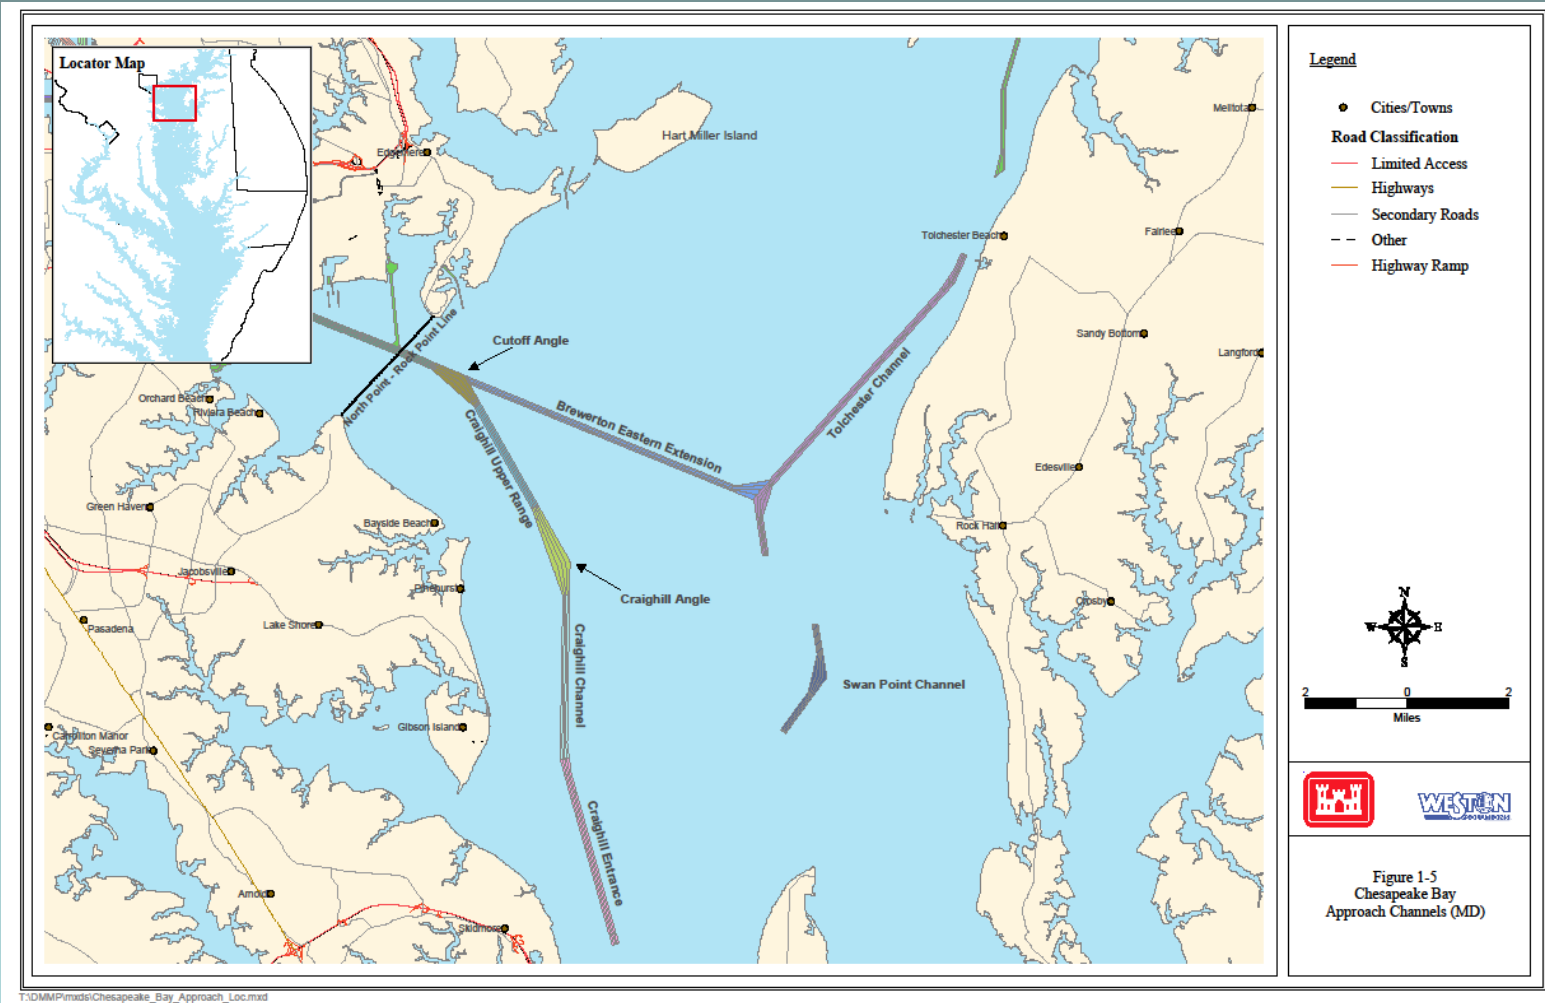 Locator Map
Hart Miller Island
Melitota
Edgemere
Tolchester Beach
Fairlee
Cutoff Angle
North Point - Rock Point Line
Sandy Bottom
Langford
Orchard Beach
Riviera Beach
Brewerton Eastern Extension
Tolchester Channel
Craighill Upper Range
Edesville
Green Haven
Bayside Beach
Rock Hall
Jacobsville
Pinehurst
Craighill Angle
Crosby
Pasadena
Lake Shore
Craighill Channel
Swan Point Channel
Gibson Island
Carrollton Manor
Severna Park
Craighill Entrance
Arnold
Skidmore
Legend
Cities/Towns
Road Classification
Limited Access
Highways
Secondary Roads
Other
Highway Ramp
N
W E
S
2 0 2
Miles
WESTON
Figure 1-5
Chesapeake Bay
Approach Channels (MD)
T:\DMMP\mxds\Chesapeake_Bay_Approach_Loc.mxd